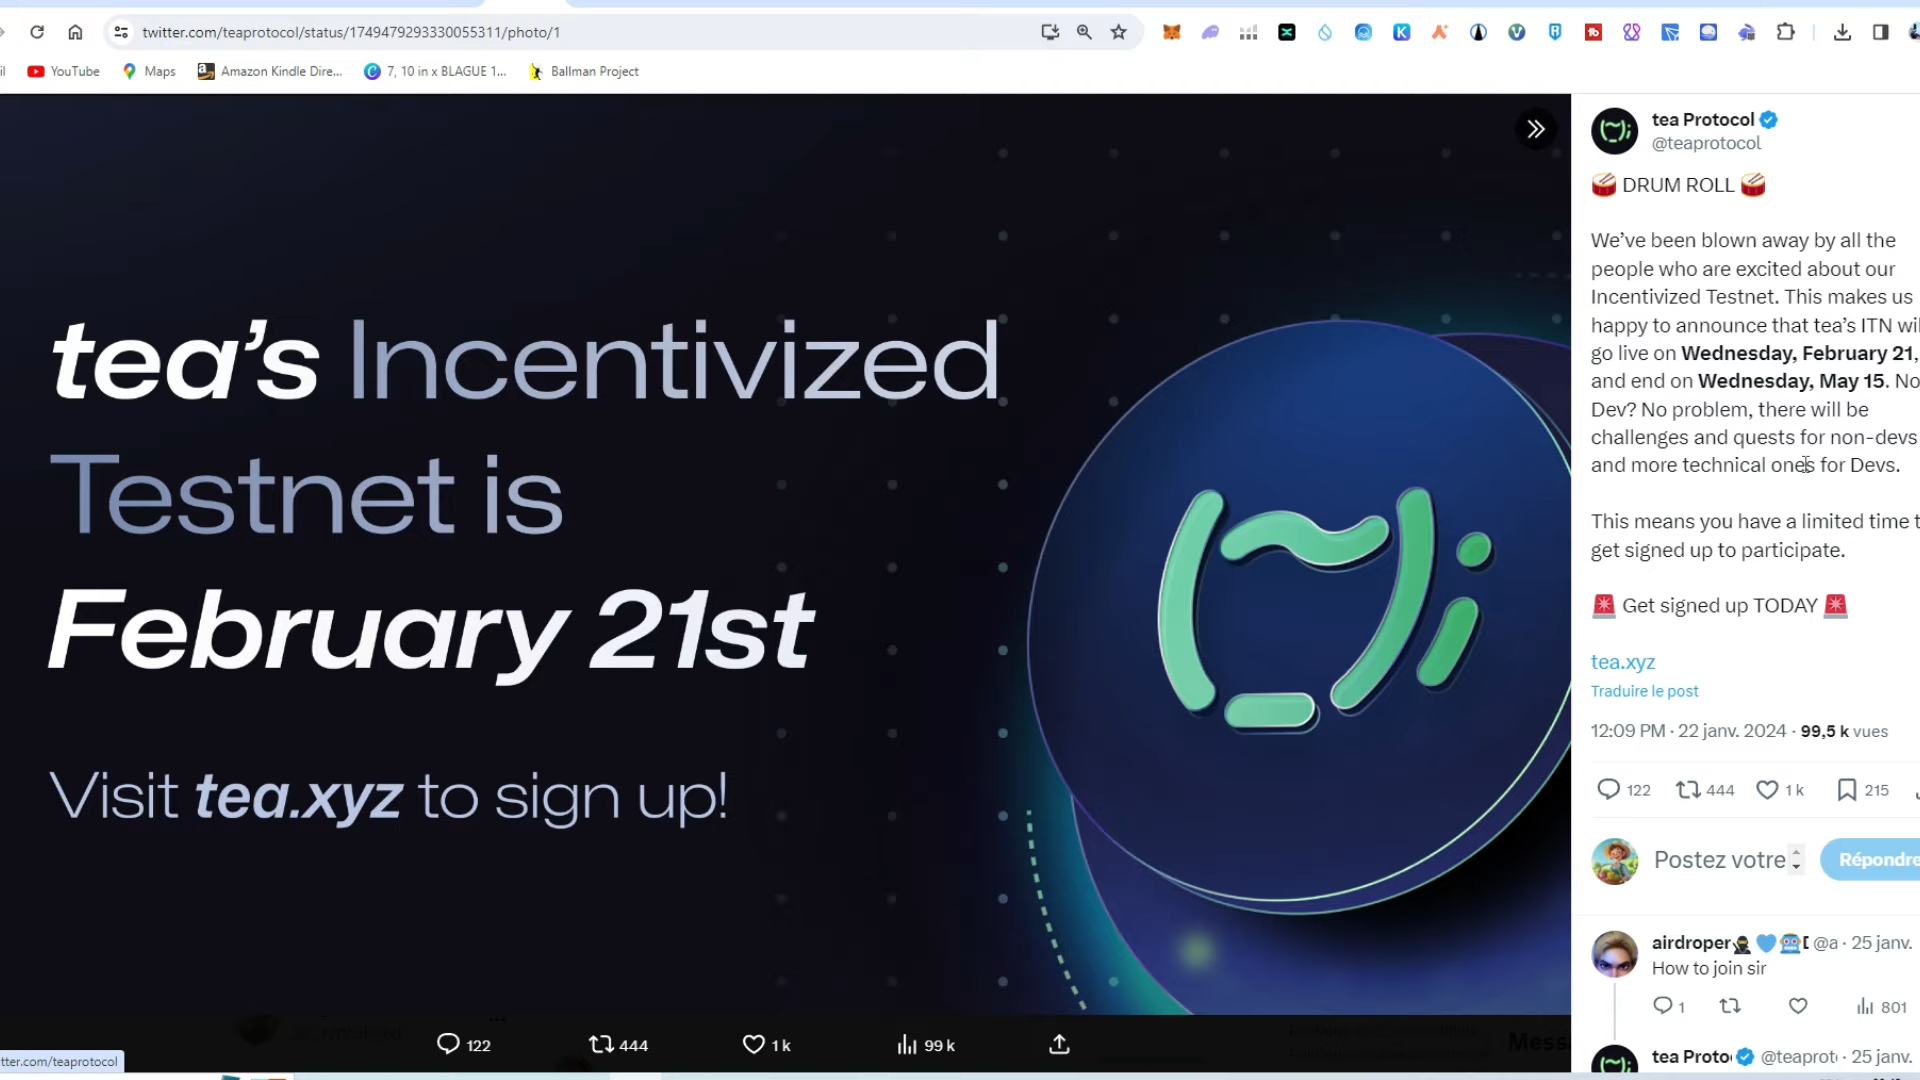 twitter.com/teaprotocol/status/1749479293330055311/photo/1
YouTube
Maps
Amazon Kindle Dire...
7, 10 in x BLAGUE 1...
Ballman Project
tea's Incentivized
Testnet is
February 21st
Visit tea.xyz to sign up!
122
444
1 k
99 k
tter.com/teaprotocol
tea Protocol
@teaprotocol
DRUM ROLL
We've been blown away by all the
people who are excited about our
Incentivized Testnet. This makes us
happy to announce that tea's ITN wil
go live on Wednesday, February 21,
and end on Wednesday, May 15. No
Dev? No problem, there will be
challenges and quests for non-devs
and more technical ones for Devs.
This means you have a limited time t
get signed up to participate.
Get signed up TODAY
tea.xyz
Traduire le post
12:09 PM · 22 janv. 2024 · 99,5 k vues
122
444
1 k
215
Postez votre
Répondre
airdroper @a · 25 janv.
How to join sir
1
801
tea Proto @teaprot · 25 janv.